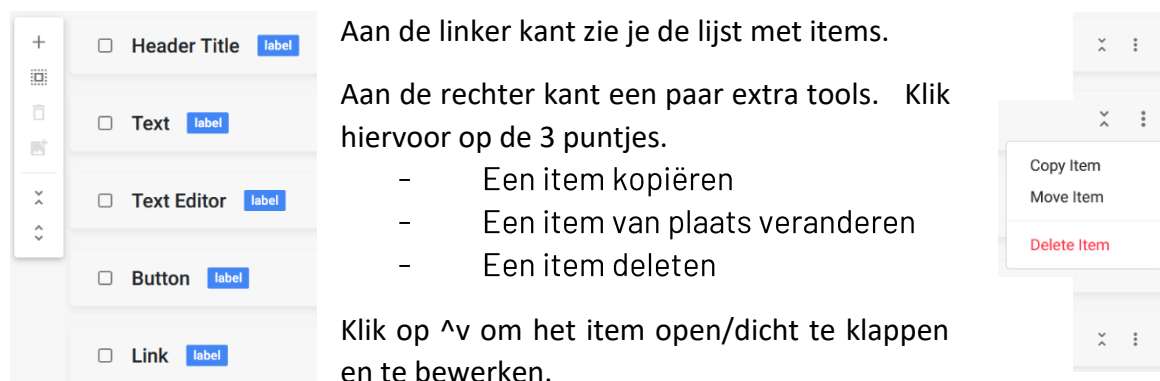 Header Title label
Text label
Text Editor label
Button label
Link label
Aan de linker kant zie je de lijst met items.
Aan de rechter kant een paar extra tools. Klik
hiervoor op de 3 puntjes.
- Een item kopiëren
- Een item van plaats veranderen
- Een item deleten
Klik op ^v om het item open/dicht te klappen
en te bewerken.
Copy Item
Move Item
Delete Item